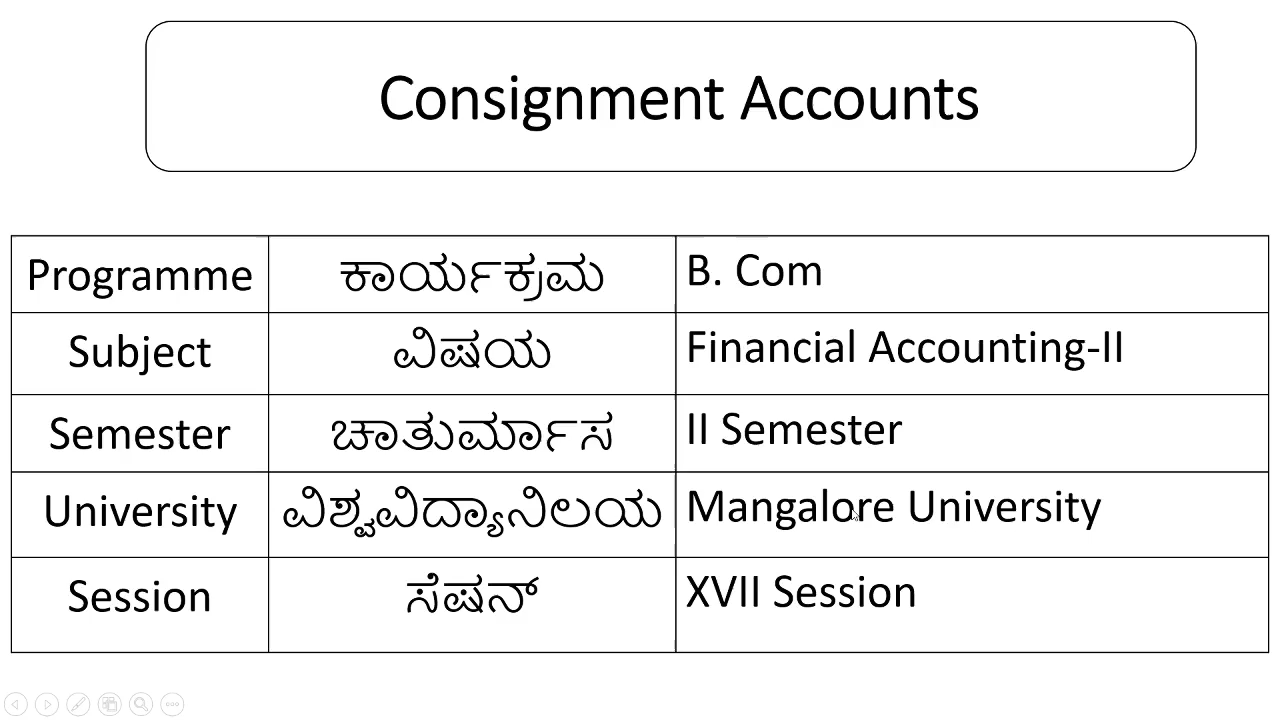 Consignment Accounts
Programme ಕಾರ್ಯಕ್ರಮ B. Com
Subject ವಿಷಯ Financial Accounting-II
Semester ಚಾತುರ್ಮಾಸ II Semester
University ವಿಶ್ವವಿದ್ಯಾನಿಲಯ Mangalore University
Session ಸೆಷನ್ XVII Session